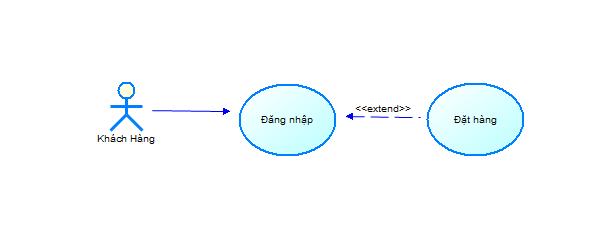 <<extend>>
Đăng nhập
Đặt hàng
Khách Hàng